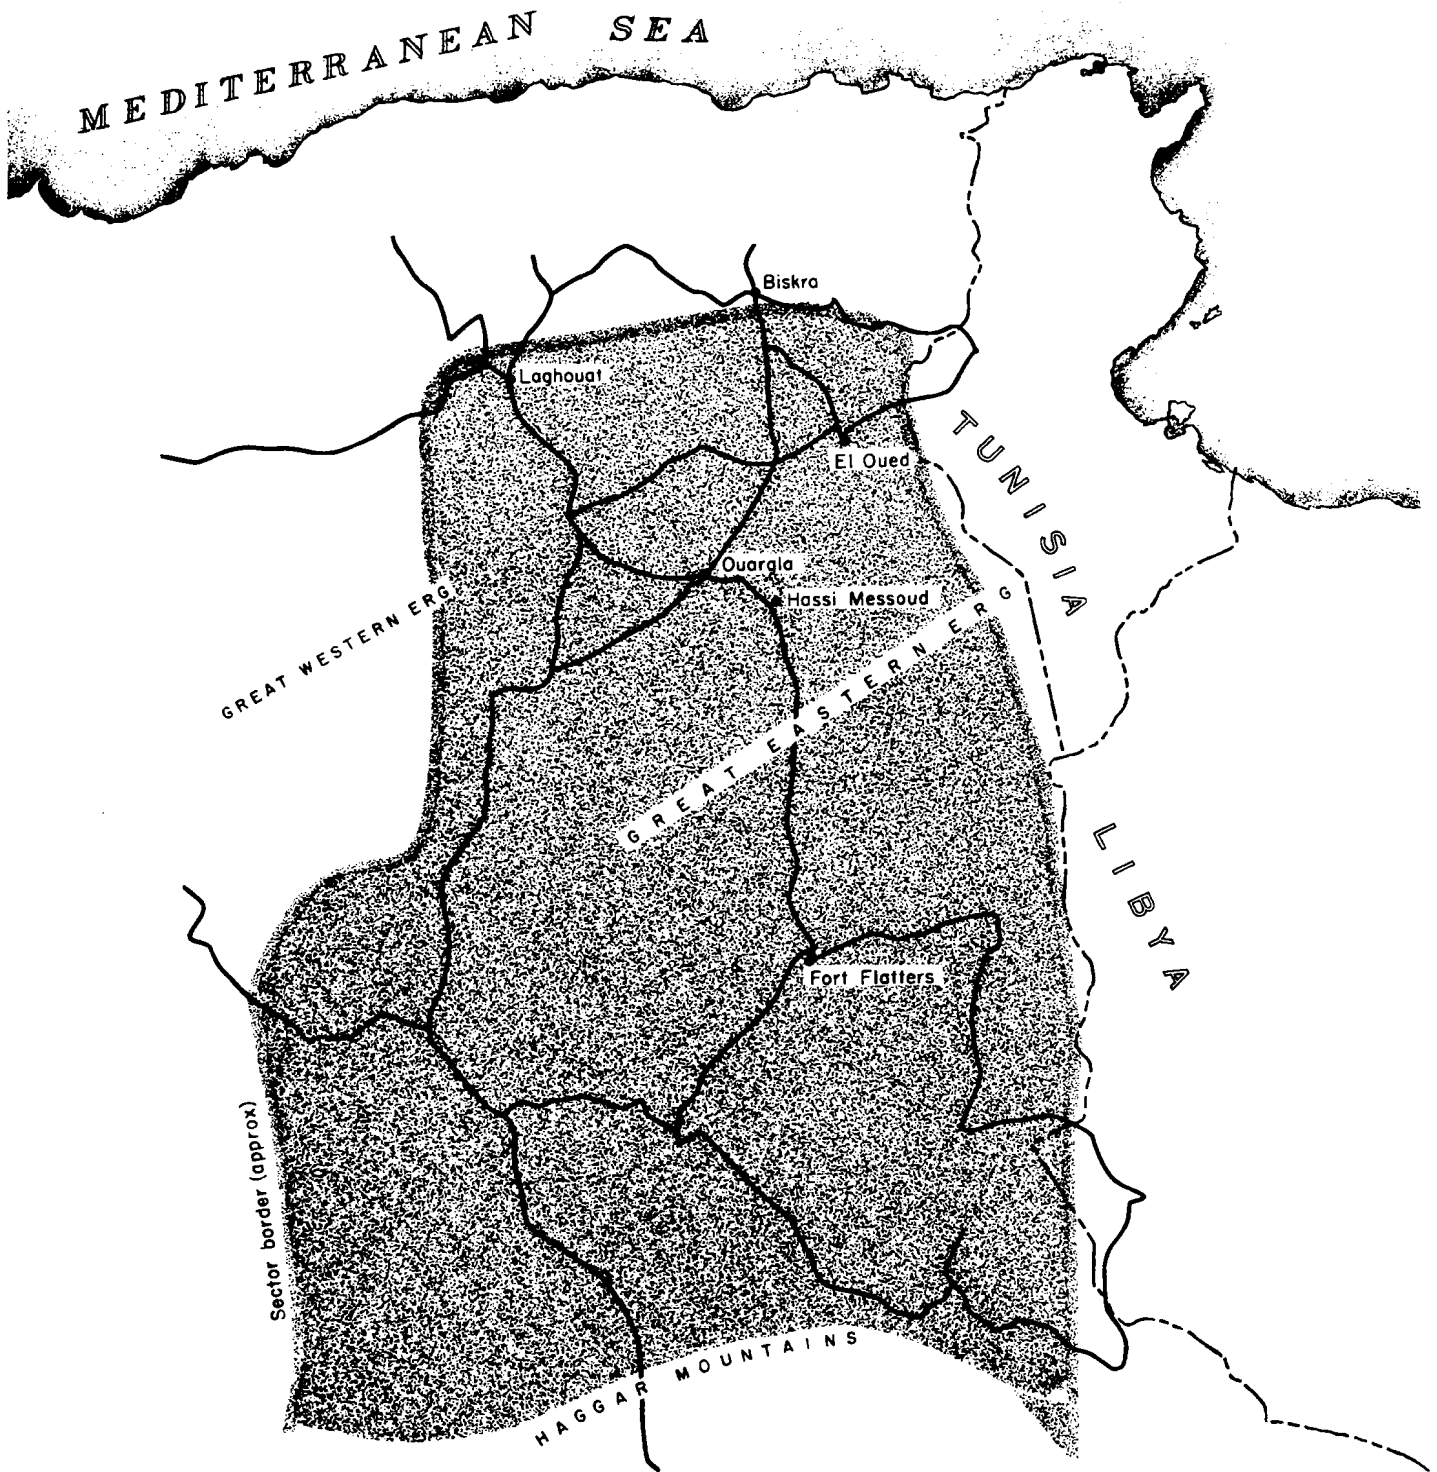 MEDITERRANEAN SEA
Biskra
Laghouat
El Oued
TUNISIA
Ouargla
Hassi Messoud
GREAT WESTERN ERG
GREAT EASTERN ERG
LIBYA
Fort Flatters
Sector border (approx)
HAGGAR MOUNTAINS